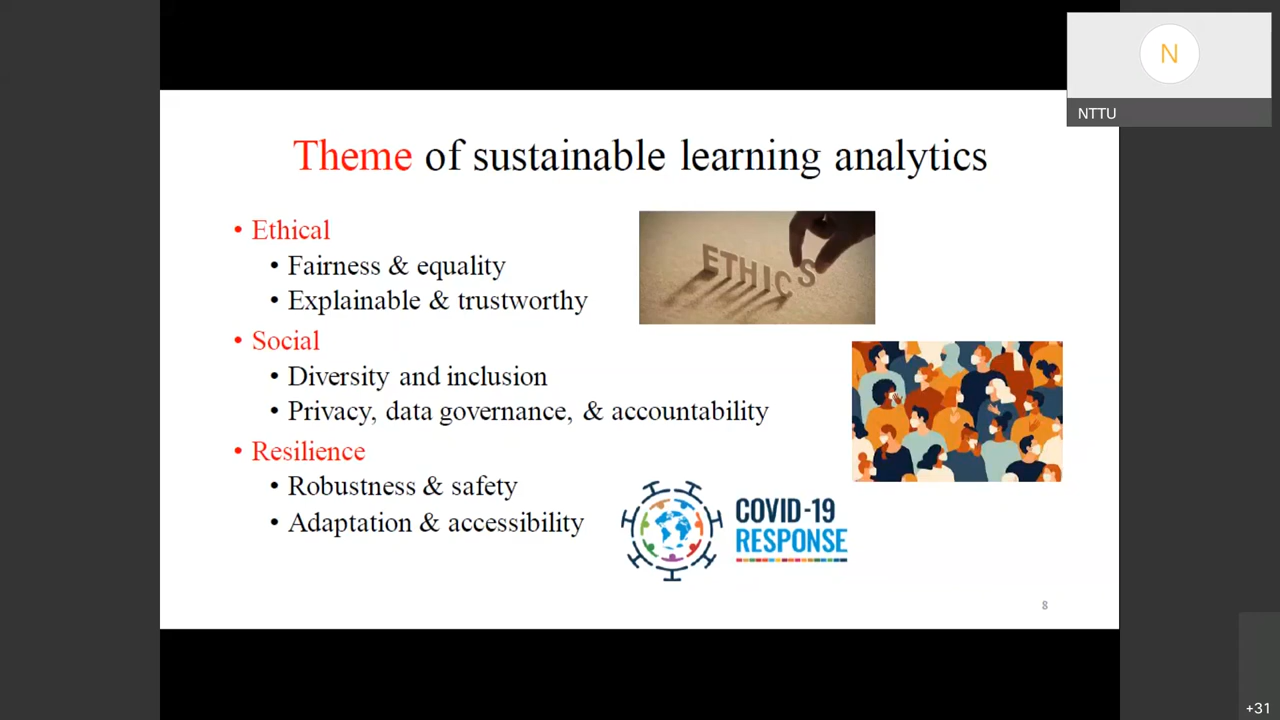 N
NTTU
Theme of sustainable learning analytics
• Ethical
• Fairness & equality
• Explainable & trustworthy
ETHICS
• Social
• Diversity and inclusion
• Privacy, data governance, & accountability
• Resilience
• Robustness & safety
• Adaptation & accessibility
COVID-19
RESPONSE
8
+31